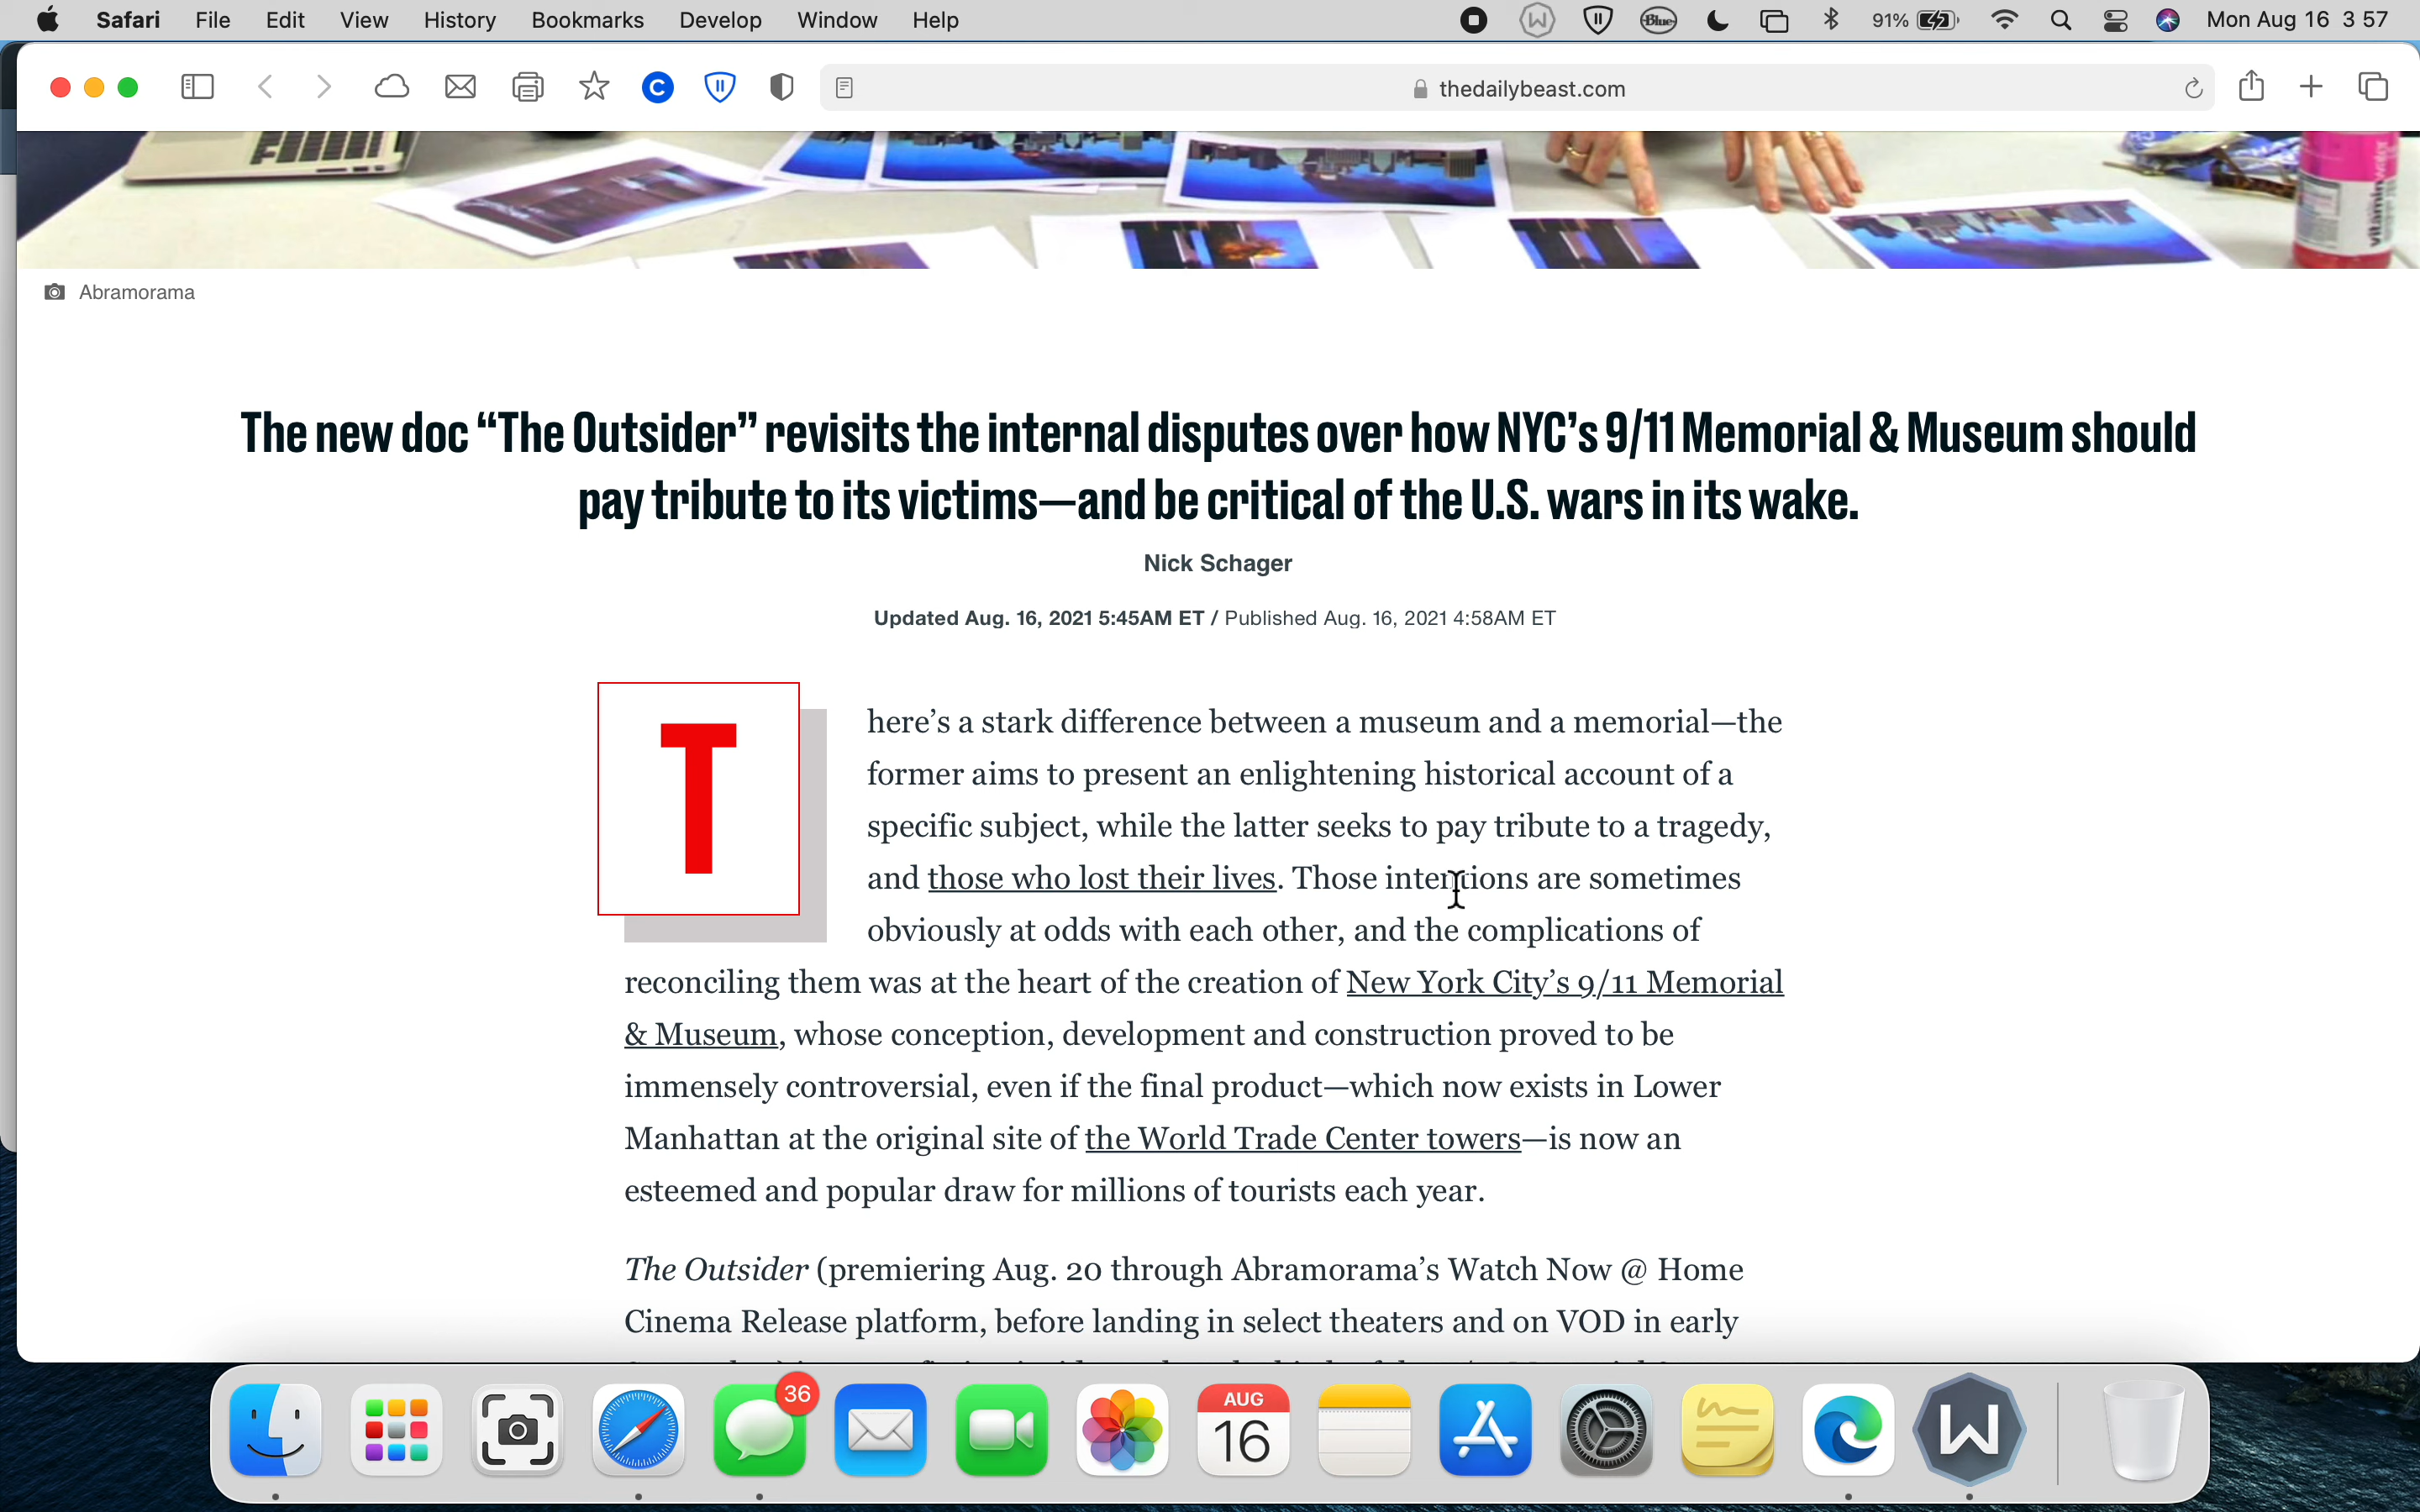 Safari File Edit View History Bookmarks Develop Window Help W Blue 91% Mon Aug 16 3 57
C thedailybeast.com
Abramorama
The new doc “The Outsider” revisits the internal disputes over how NYC’s 9/11 Memorial & Museum should
pay tribute to its victims—and be critical of the U.S. wars in its wake.
Nick Schager
Updated Aug. 16, 2021 5:45AM ET / Published Aug. 16, 2021 4:58AM ET
There’s a stark difference between a museum and a memorial—the
former aims to present an enlightening historical account of a
specific subject, while the latter seeks to pay tribute to a tragedy,
and those who lost their lives. Those intentions are sometimes
obviously at odds with each other, and the complications of
reconciling them was at the heart of the creation of New York City’s 9/11 Memorial
& Museum, whose conception, development and construction proved to be
immensely controversial, even if the final product—which now exists in Lower
Manhattan at the original site of the World Trade Center towers—is now an
esteemed and popular draw for millions of tourists each year.
The Outsider (premiering Aug. 20 through Abramorama’s Watch Now @ Home
Cinema Release platform, before landing in select theaters and on VOD in early
36
AUG
16
W